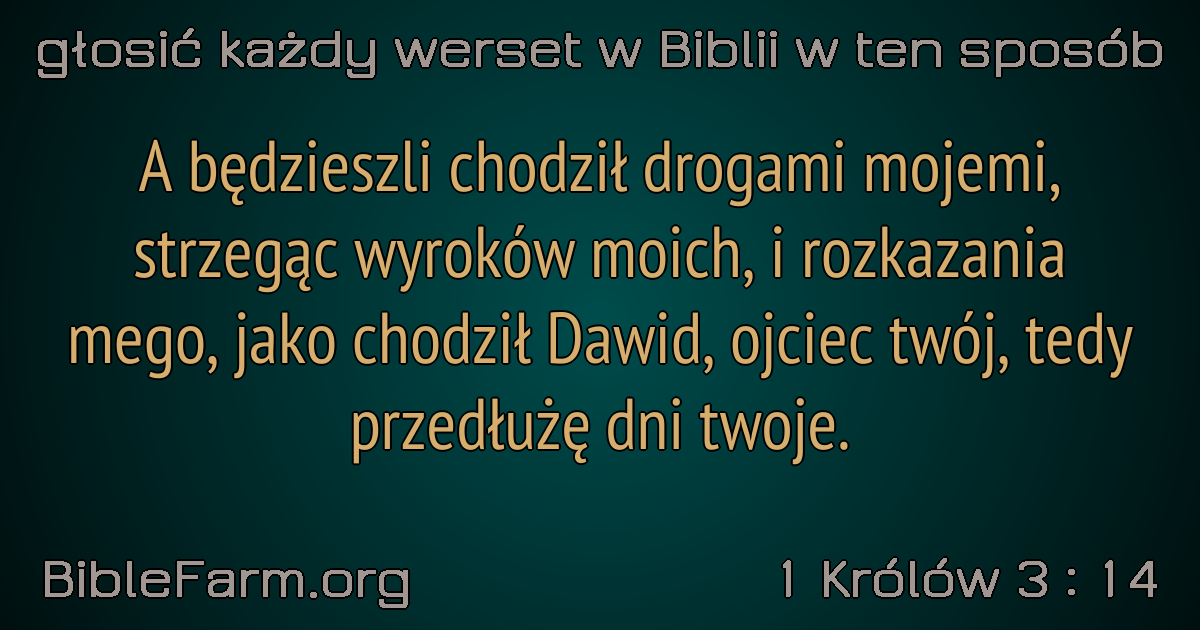 głosić każdy werset w Biblii w ten sposób
A będzieszli chodził drogami mojemi,
strzegąc wyroków moich, i rozkazania
mego, jako chodził Dawid, ojciec twój, tedy
przedłużę dni twoje.
BibleFarm.org
1 Królów 3 : 14